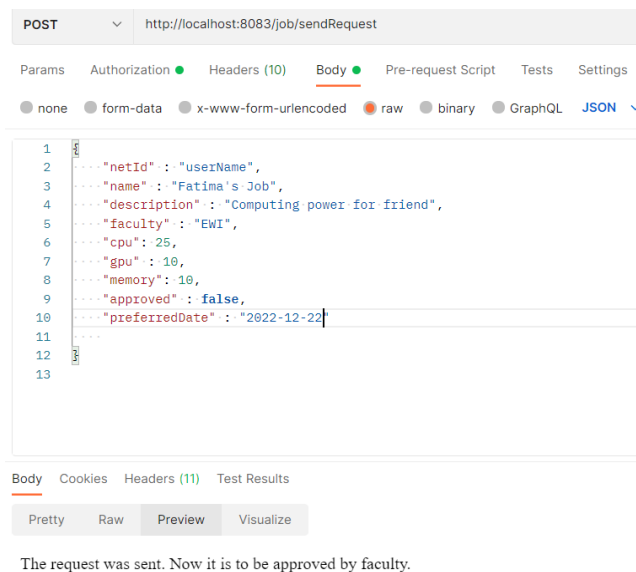 POST http://localhost:8083/job/sendRequest
Params Authorization Headers (10) Body Pre-request Script Tests Settings
none form-data x-www-form-urlencoded raw binary GraphQL JSON
1 {
2 "netId" : "userName",
3 "name" : "Fatima's Job",
4 "description" : "Computing power for friend",
5 "faculty" : "EWI",
6 "cpu": 25,
7 "gpu" : 10,
8 "memory": 10,
9 "approved" : false,
10 "preferredDate" : "2022-12-22"
11
12 }
13
Body Cookies Headers (11) Test Results
Pretty Raw Preview Visualize
The request was sent. Now it is to be approved by faculty.